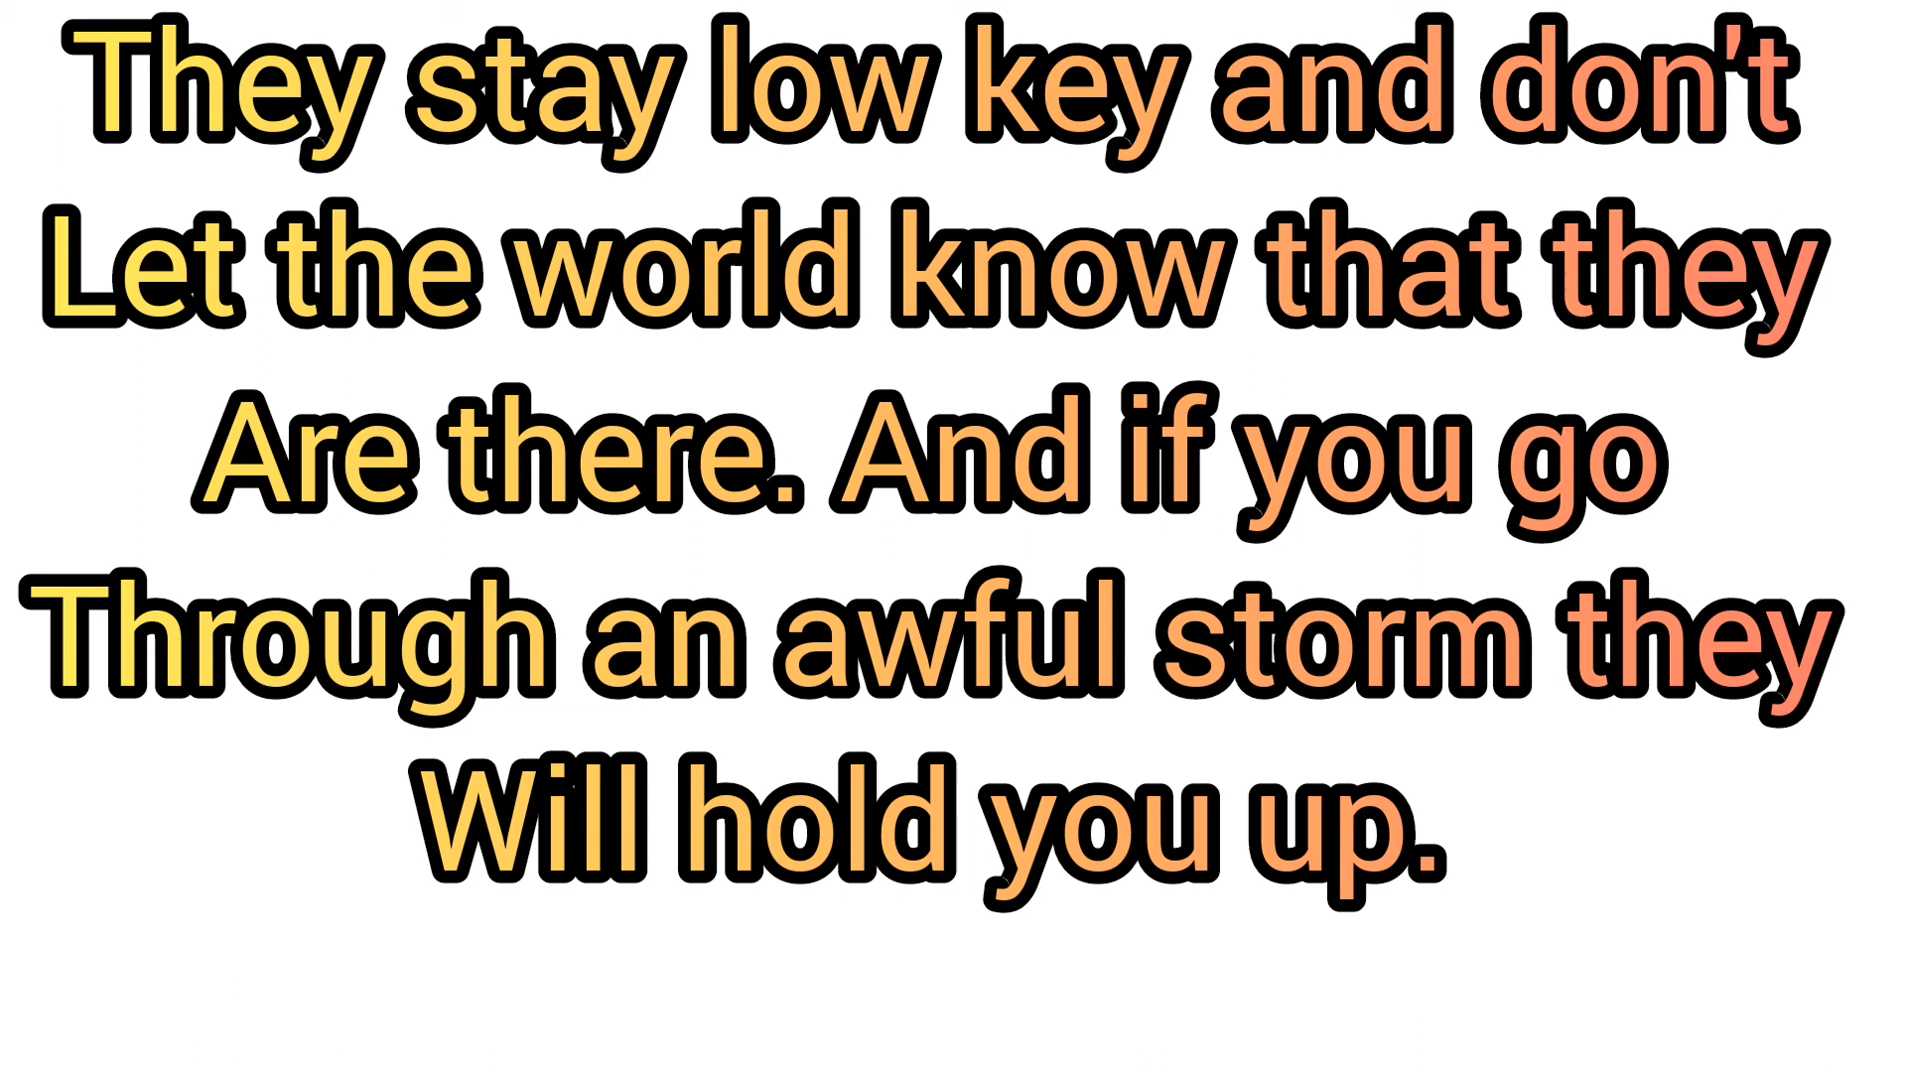 They stay low key and don't
Let the world know that they
Are there. And if you go
Through an awful storm they
Will hold you up.